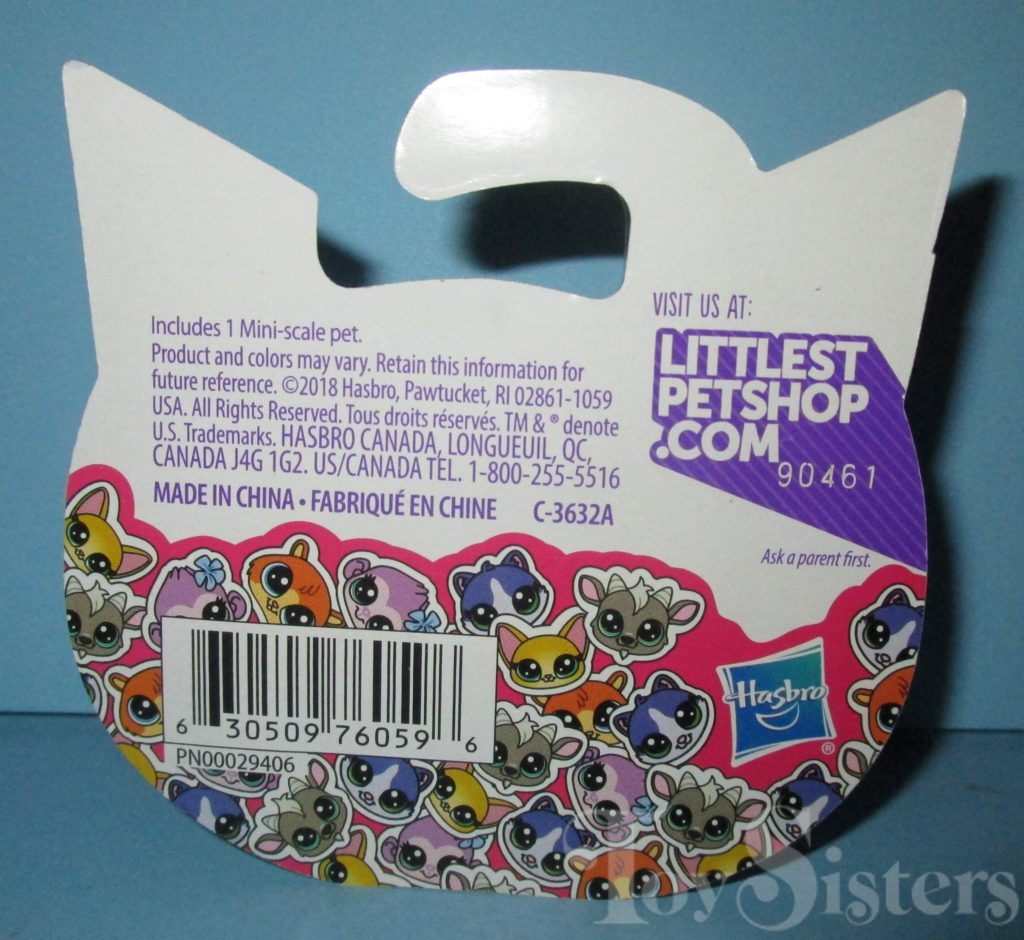 Includes 1 Mini-scale pet.
Product and colors may vary. Retain this information for
future reference. ©2018 Hasbro, Pawtucket, RI 02861-1059
USA. All Rights Reserved. Tous droits réservés. TM & ® denote
U.S. Trademarks. HASBRO CANADA, LONGUEUIL, QC,
CANADA J4G 1G2. US/CANADA TEL. 1-800-255-5516
MADE IN CHINA • FABRIQUÉ EN CHINE C-3632A
VISIT US AT:
LITTLEST
PETSHOP
.COM
90461
Ask a parent first.
Hasbro
®
6 30509 76059 6
PN00029406
ToySisters